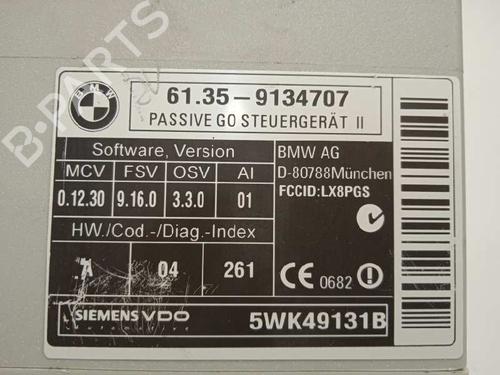 B-PARTS
BMW
61.35-9134707
PASSIVE GO STEUERGERÄT II
Software, Version
MCV FSV OSV AI
0.12.30 9.16.0 3.3.0 01
HW./Cod.-/Diag.-Index
A 04 261
BMW AG
D-80788München
FCCID:LX8PGS
CE 0682
SIEMENS VDO
automotive
5WK49131B